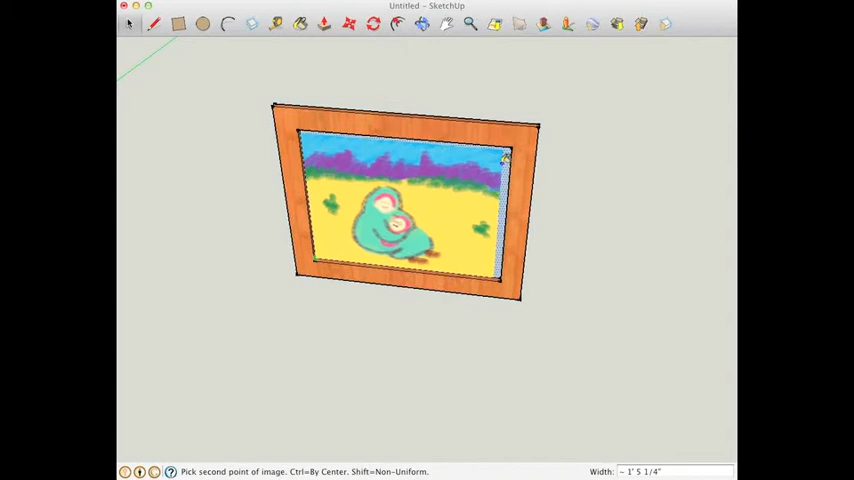 Untitled - SketchUp
Pick second point of image. Ctrl=By Center. Shift=Non-Uniform.
Width: ~ 1' 5 1/4"